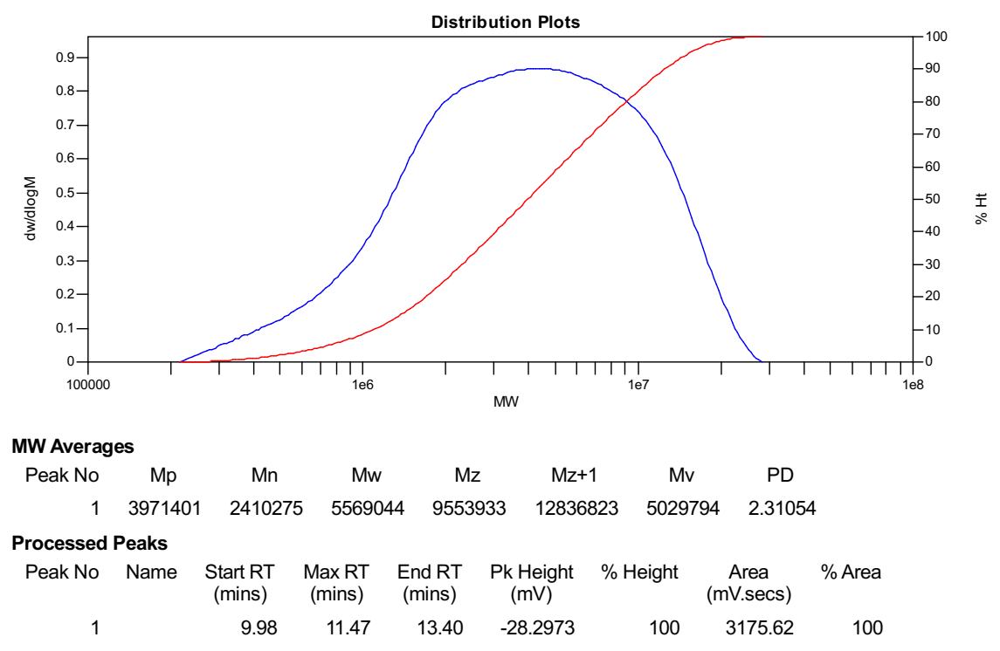 Distribution Plots
0.9
0.8
0.7
0.6
0.5
0.4
0.3
0.2
0.1
0
dw/dlogM
100
90
80
70
60
50
40
30
20
10
0
% Ht
100000 1e6 1e7 1e8
MW
MW Averages
Peak No Mp Mn Mw Mz Mz+1 Mv PD
1 3971401 2410275 5569044 9553933 12836823 5029794 2.31054
Processed Peaks
Peak No Name Start RT Max RT End RT Pk Height % Height Area % Area
(mins) (mins) (mins) (mV) (mV.secs)
1 9.98 11.47 13.40 -28.2973 100 3175.62 100